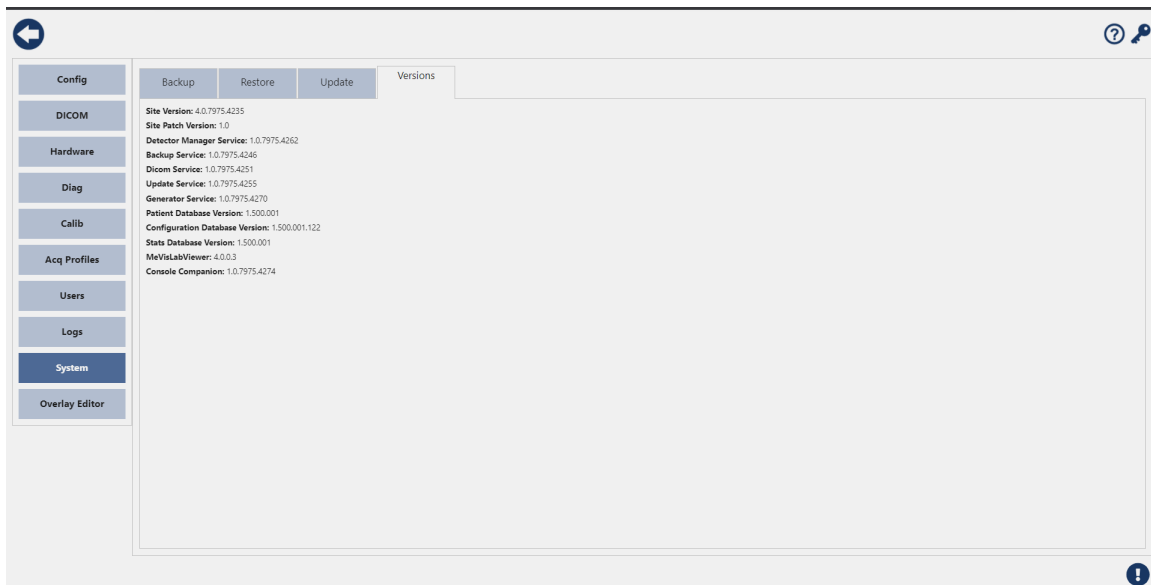 ?
Config
DICOM
Hardware
Diag
Calib
Acq Profiles
Users
Logs
System
Overlay Editor
Backup Restore Update Versions
Site Version: 4.0.7975.4235
Site Patch Version: 1.0
Detector Manager Service: 1.0.7975.4262
Backup Service: 1.0.7975.4246
Dicom Service: 1.0.7975.4251
Update Service: 1.0.7975.4255
Generator Service: 1.0.7975.4270
Patient Database Version: 1.500.001
Configuration Database Version: 1.500.001.122
Stats Database Version: 1.500.001
MeVisLabViewer: 4.0.0.3
Console Companion: 1.0.7975.4274
!